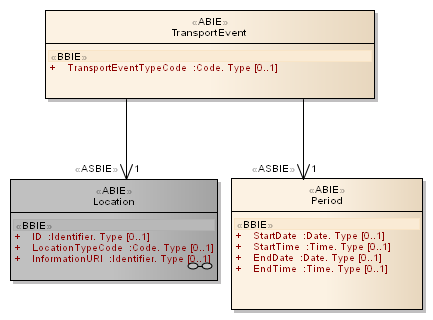 «ABIE»
TransportEvent
«BBIE»
+ TransportEventTypeCode :Code. Type [0..1]
«ASBIE» 1
«ASBIE» 1
«ABIE»
Location
«BBIE»
+ ID :Identifier. Type [0..1]
+ LocationTypeCode :Code. Type [0..1]
+ InformationURI :Identifier. Type [0..1]
«ABIE»
Period
«BBIE»
+ StartDate :Date. Type [0..1]
+ StartTime :Time. Type [0..1]
+ EndDate :Date. Type [0..1]
+ EndTime :Time. Type [0..1]